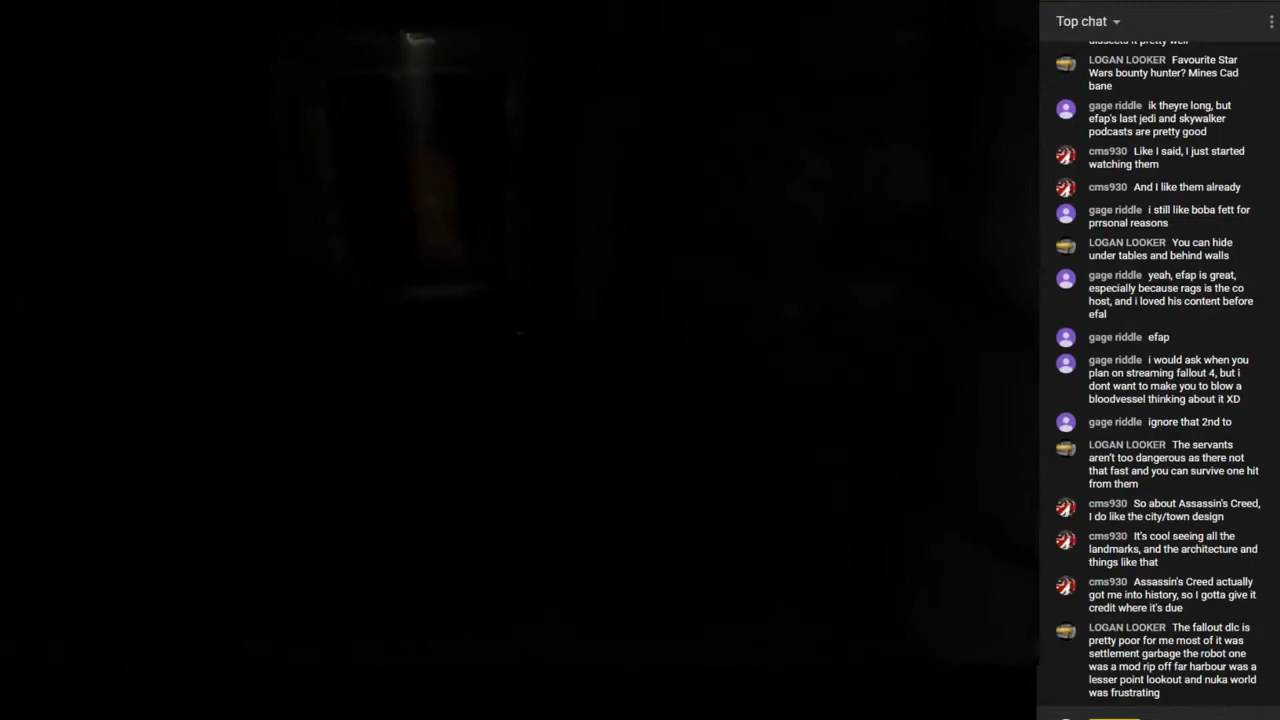 Top chat
dissects it pretty well
LOGAN LOOKER Favourite Star
Wars bounty hunter? Mines Cad
bane
gage riddle ik theyre long, but
efap's last jedi and skywalker
podcasts are pretty good
cms930 Like I said, I just started
watching them
cms930 And I like them already
gage riddle i still like boba fett for
prrsonal reasons
LOGAN LOOKER You can hide
under tables and behind walls
gage riddle yeah, efap is great,
especially because rags is the co
host, and i loved his content before
efal
gage riddle efap
gage riddle i would ask when you
plan on streaming fallout 4, but i
dont want to make you to blow a
bloodvessel thinking about it XD
gage riddle ignore that 2nd to
LOGAN LOOKER The servants
aren't too dangerous as there not
that fast and you can survive one hit
from them
cms930 So about Assassin's Creed,
I do like the city/town design
cms930 It's cool seeing all the
landmarks, and the architecture and
things like that
cms930 Assassin's Creed actually
got me into history, so I gotta give it
credit where it's due
LOGAN LOOKER The fallout dlc is
pretty poor for me most of it was
settlement garbage the robot one
was a mod rip off far harbour was a
lesser point lookout and nuka world
was frustrating